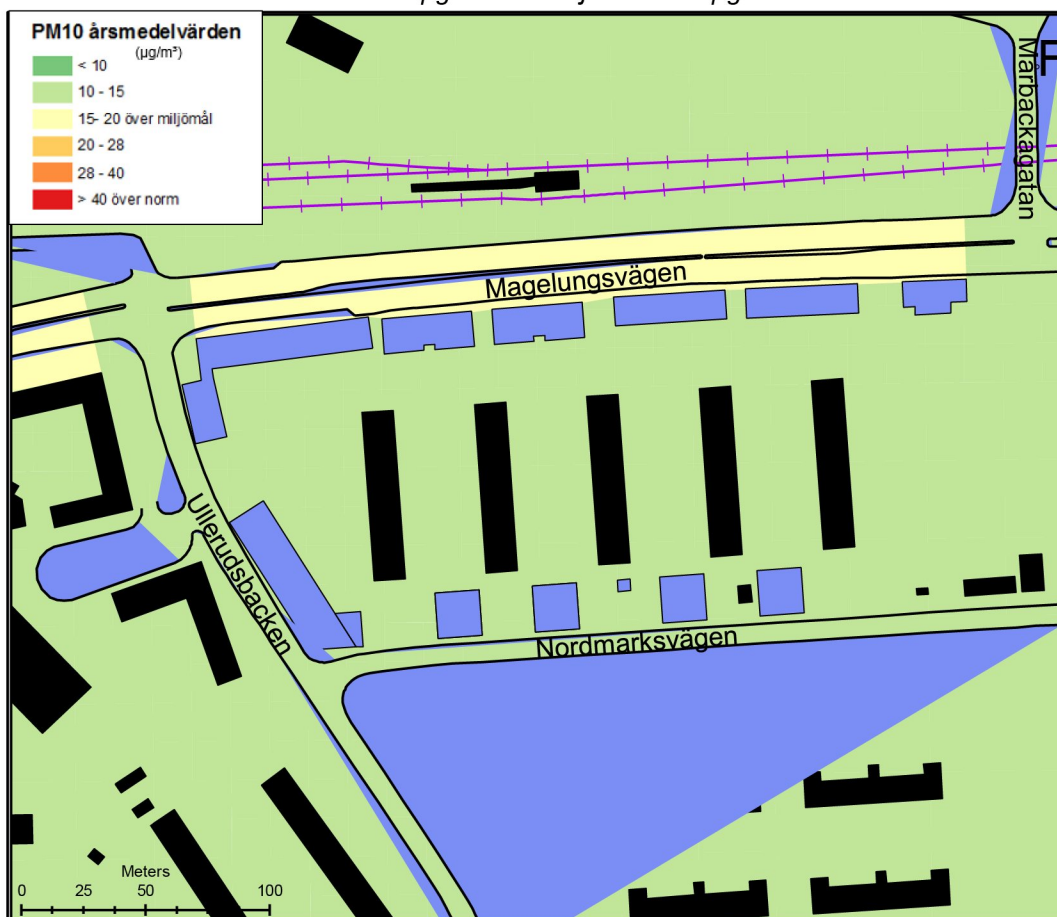 PM10 årsmedelvärden
(µg/m³)
< 10
10 - 15
15- 20 över miljömål
20 - 28
28 - 40
> 40 över norm
Mårbackagatan
Magelungsvägen
Ullerudsbacken
Nordmarksvägen
Meters
0 25 50 100